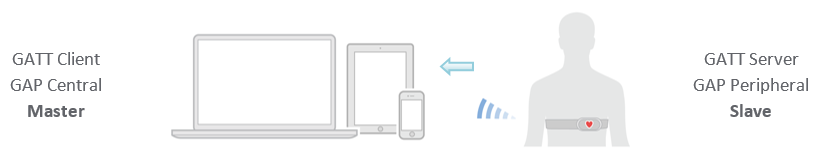 GATT Client
GAP Central
Master
GATT Server
GAP Peripheral
Slave